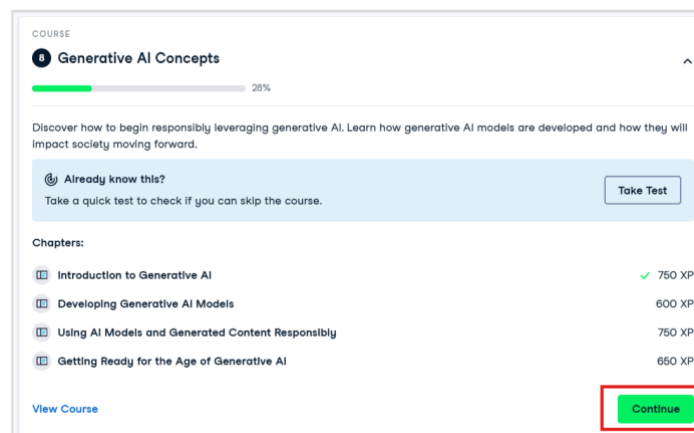 COURSE
8 Generative AI Concepts
28%
Discover how to begin responsibly leveraging generative AI. Learn how generative AI models are developed and how they will
impact society moving forward.
Already know this?
Take a quick test to check if you can skip the course.
Take Test
Chapters:
Introduction to Generative AI 750 XP
Developing Generative AI Models 600 XP
Using AI Models and Generated Content Responsibly 750 XP
Getting Ready for the Age of Generative AI 650 XP
View Course
Continue